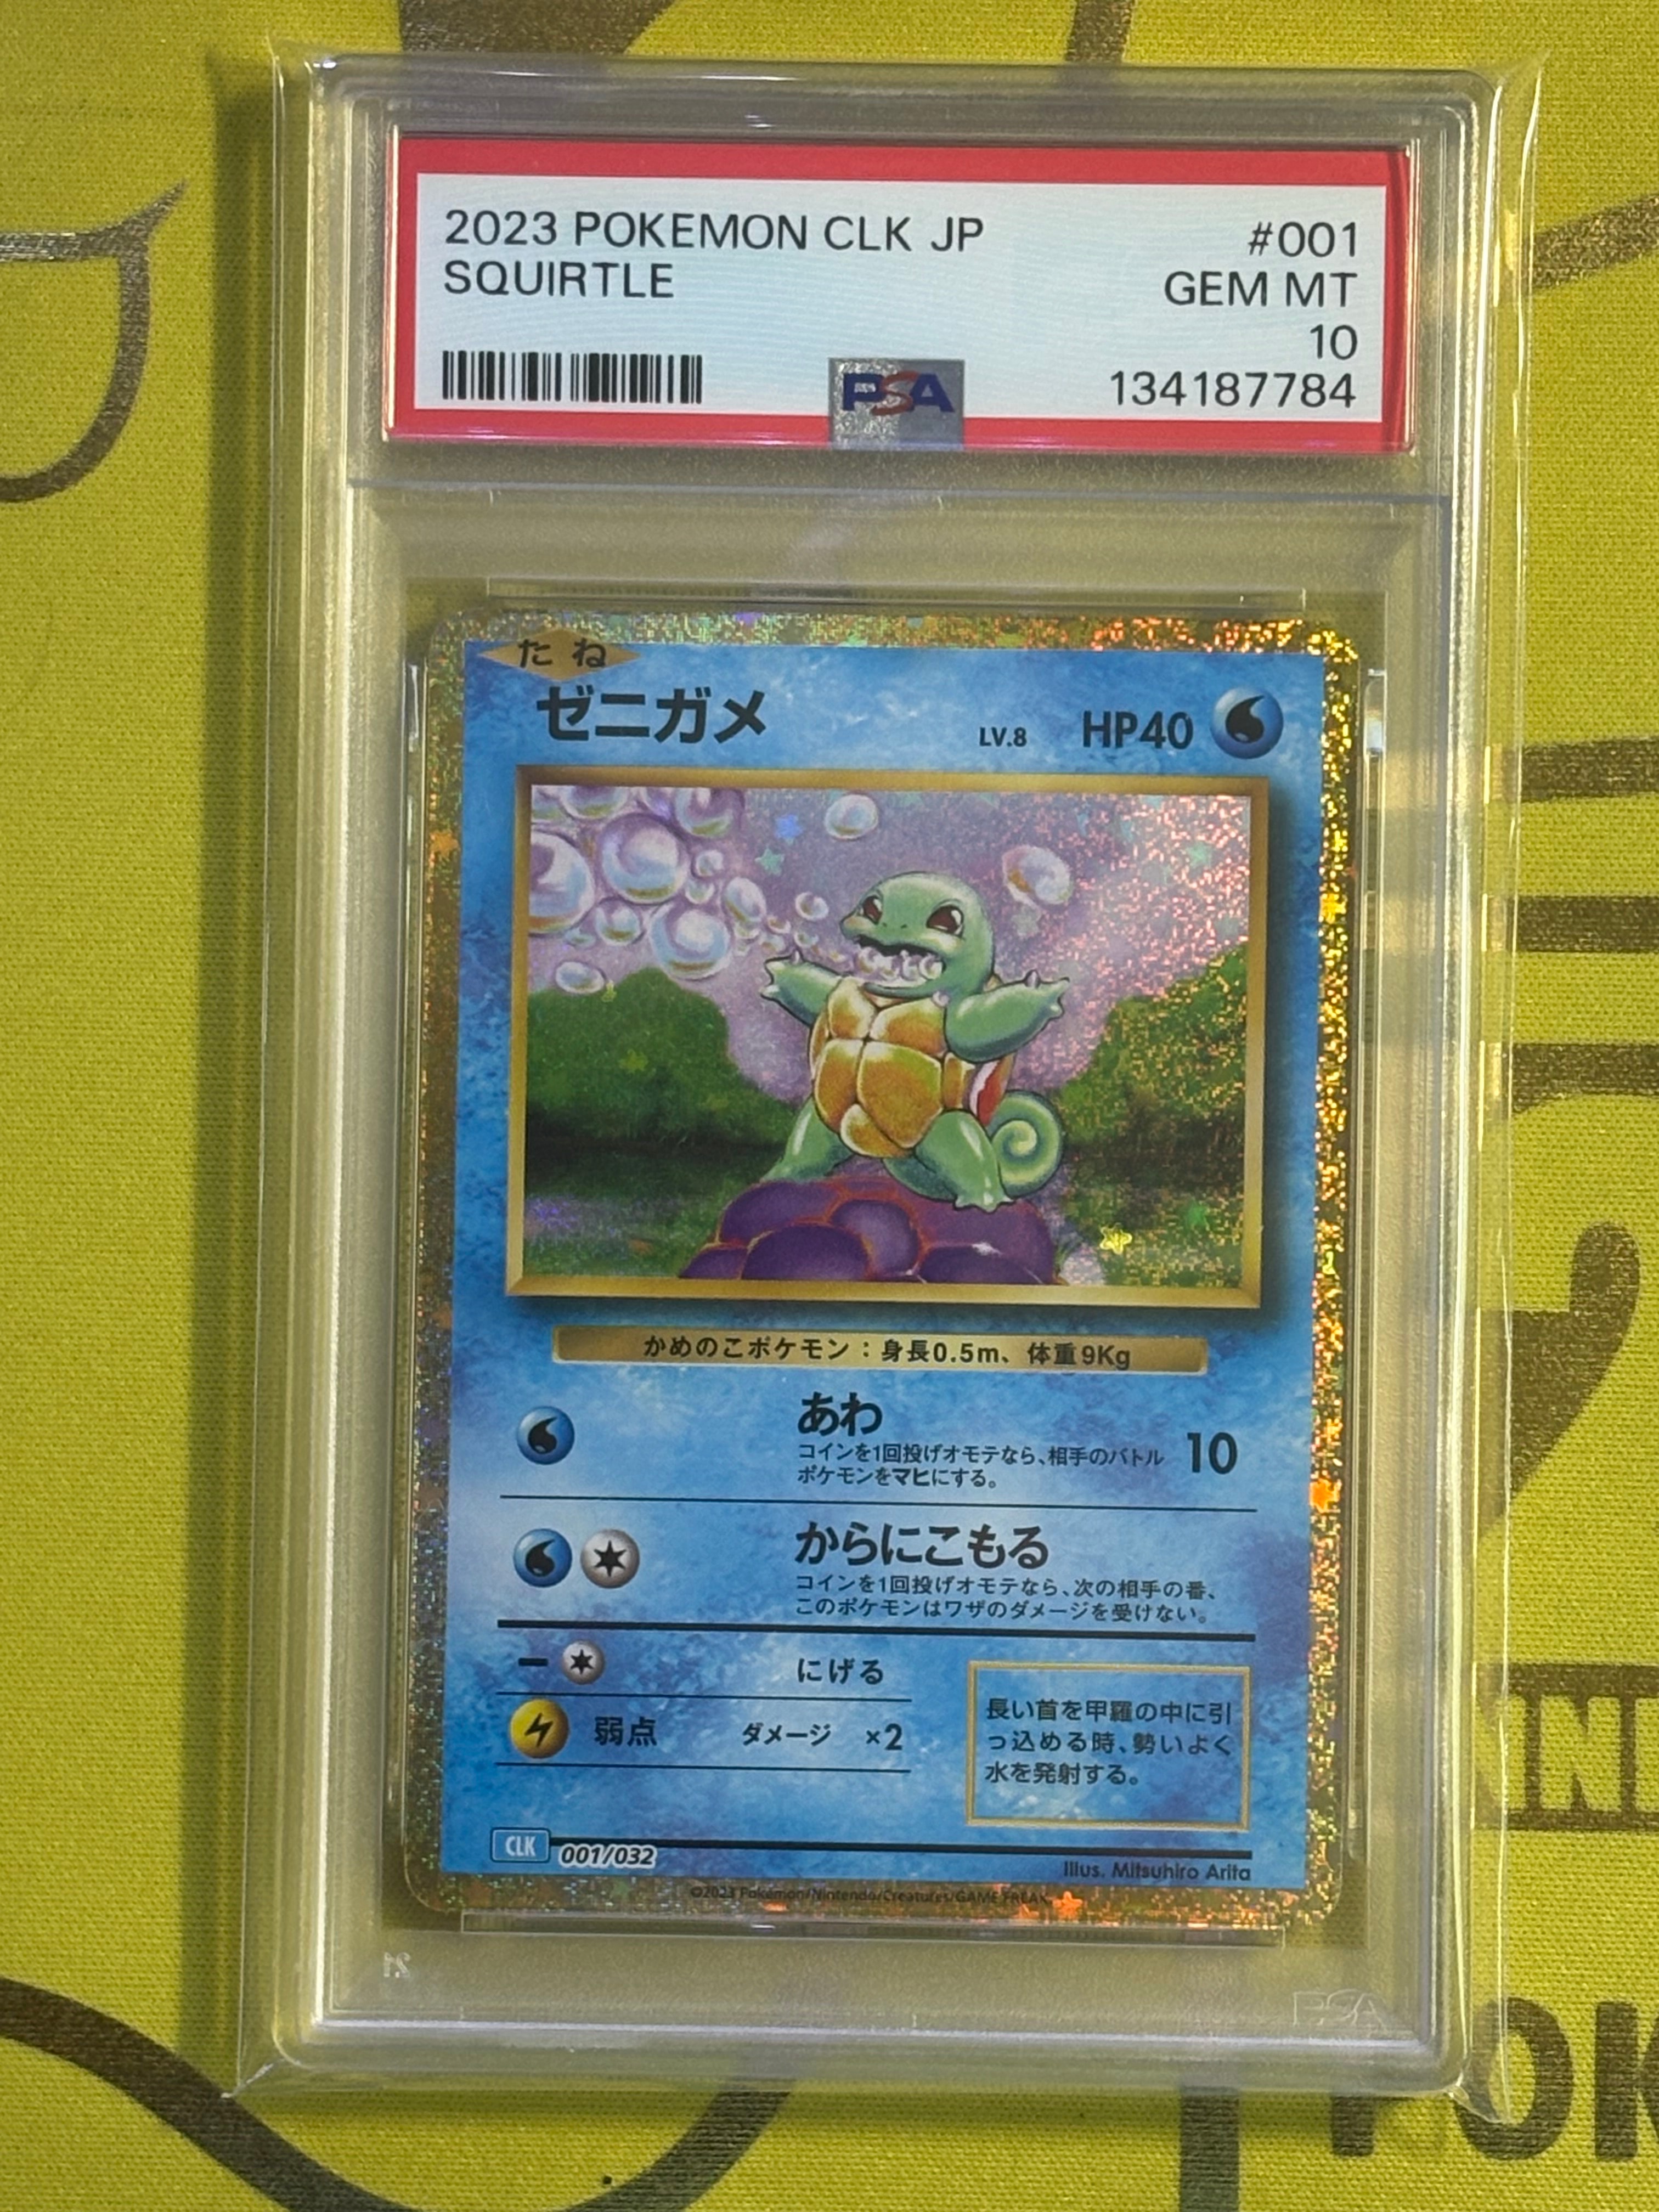 2023 POKEMON CLK JP #001
SQUIRTLE GEM MT
10
PSA 134187784
たね
ゼニガメ LV.8 HP40
かめのこポケモン：身長0.5m、体重9Kg
あわ 10
コインを1回投げオモテなら、相手のバトル
ポケモンをマヒにする。
からにこもる
コインを1回投げオモテなら、次の相手の番、
このポケモンはワザのダメージを受けない。
ー にげる
弱点 ダメージ ×2
長い首を甲羅の中に引
っ込める時、勢いよく
水を発射する。
CLK 001/032
Illus. Mitsuhiro Arita
©2023 Pokémon/Nintendo/Creatures/GAME FREAK
PSA